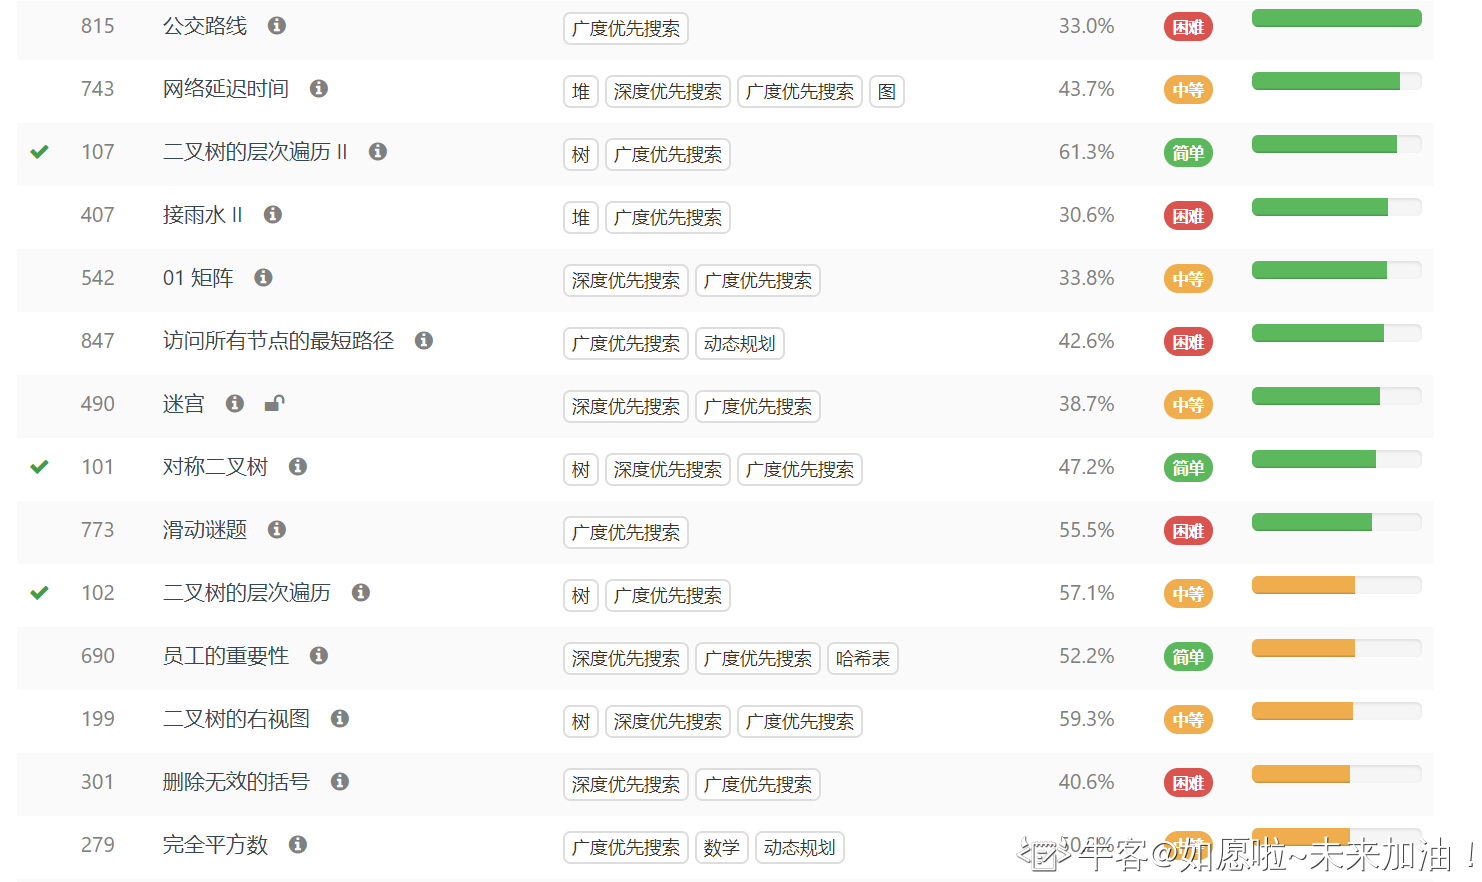 815 公交路线 广度优先搜索 33.0% 困难
743 网络延迟时间 堆 深度优先搜索 广度优先搜索 图 43.7% 中等
107 二叉树的层次遍历 II 树 广度优先搜索 61.3% 简单
407 接雨水 II 堆 广度优先搜索 30.6% 困难
542 01 矩阵 深度优先搜索 广度优先搜索 33.8% 中等
847 访问所有节点的最短路径 广度优先搜索 动态规划 42.6% 困难
490 迷宫 深度优先搜索 广度优先搜索 38.7% 中等
101 对称二叉树 树 深度优先搜索 广度优先搜索 47.2% 简单
773 滑动谜题 广度优先搜索 55.5% 困难
102 二叉树的层次遍历 树 广度优先搜索 57.1% 中等
690 员工的重要性 深度优先搜索 广度优先搜索 哈希表 52.2% 简单
199 二叉树的右视图 树 深度优先搜索 广度优先搜索 59.3% 中等
301 删除无效的括号 深度优先搜索 广度优先搜索 40.6% 困难
279 完全平方数 广度优先搜索 数学 动态规划 中等
牛客@如愿啦~未来加油！